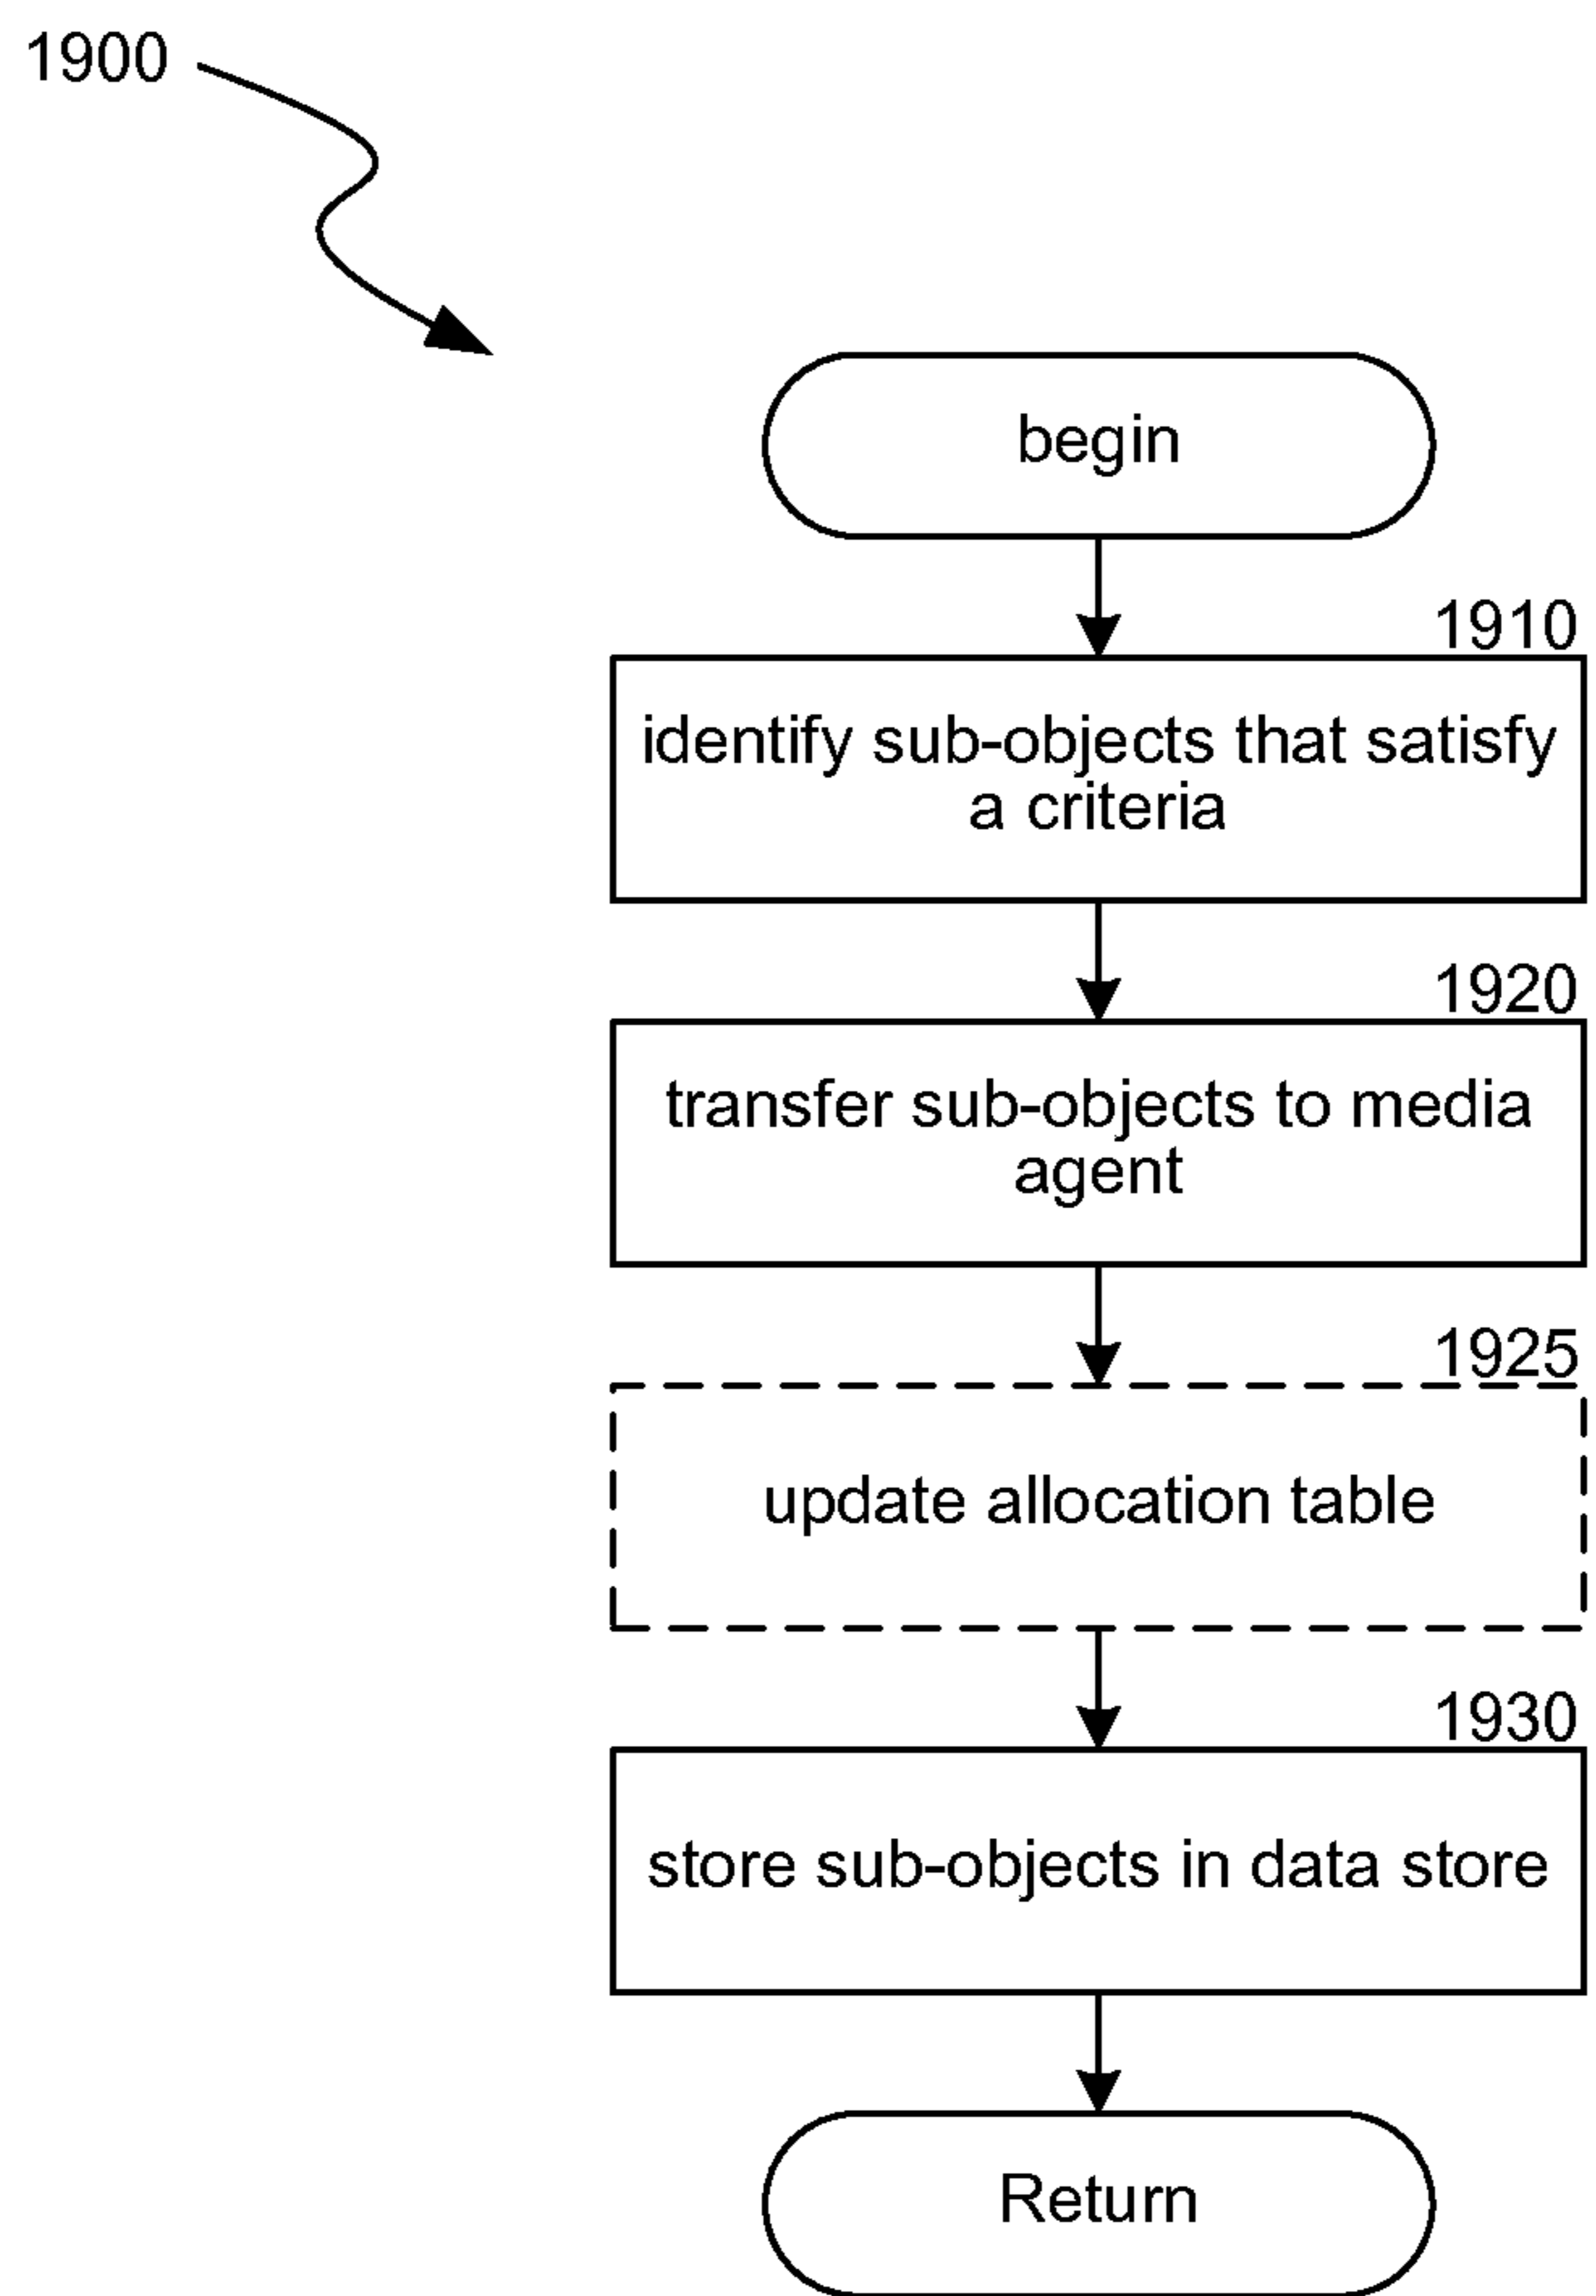 1900
begin
1910
identify sub-objects that satisfy
a criteria
1920
transfer sub-objects to media
agent
1925
update allocation table
1930
store sub-objects in data store
Return